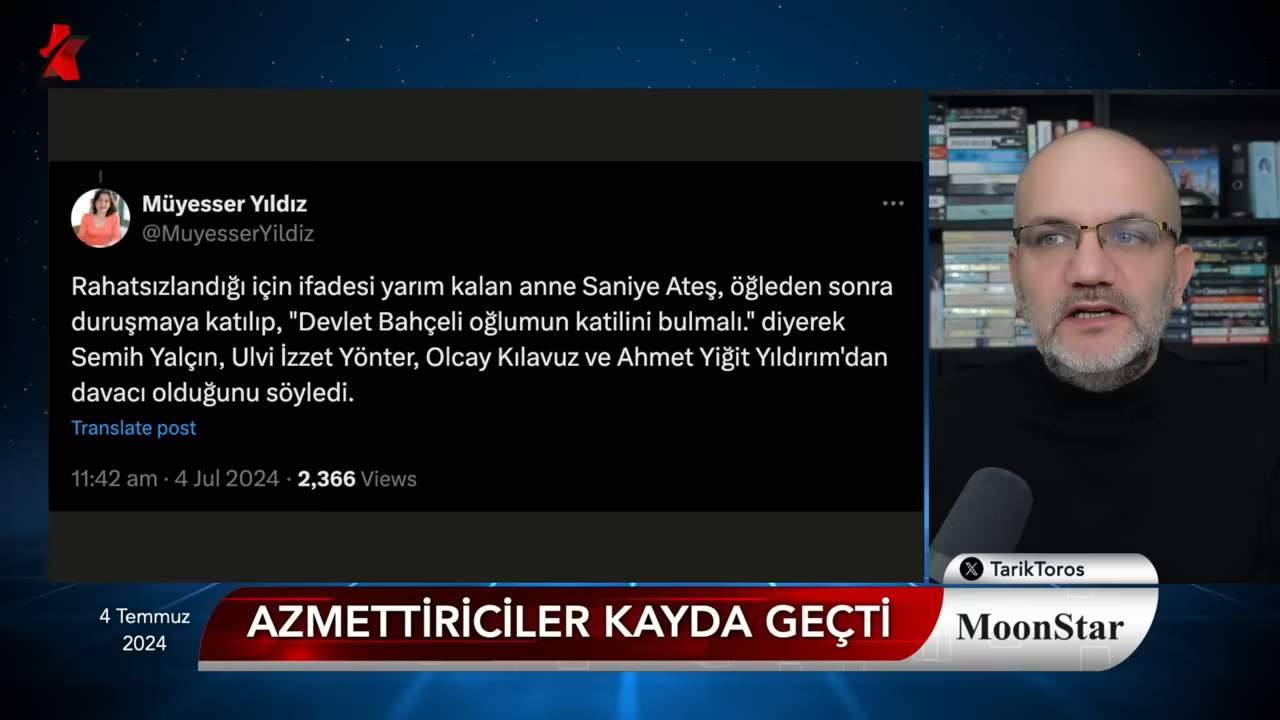 Müyesser Yıldız
@MuyesserYildiz
Rahatsızlandığı için ifadesi yarım kalan anne Saniye Ateş, öğleden sonra
duruşmaya katılıp, "Devlet Bahçeli oğlumun katilini bulmalı." diyerek
Semih Yalçın, Ulvi İzzet Yönter, Olcay Kılavuz ve Ahmet Yiğit Yıldırım'dan
davacı olduğunu söyledi.
Translate post
11:42 am · 4 Jul 2024 · 2,366 Views
TarikToros
4 Temmuz
2024
AZMETTİRİCİLER KAYDA GEÇTİ
MoonStar